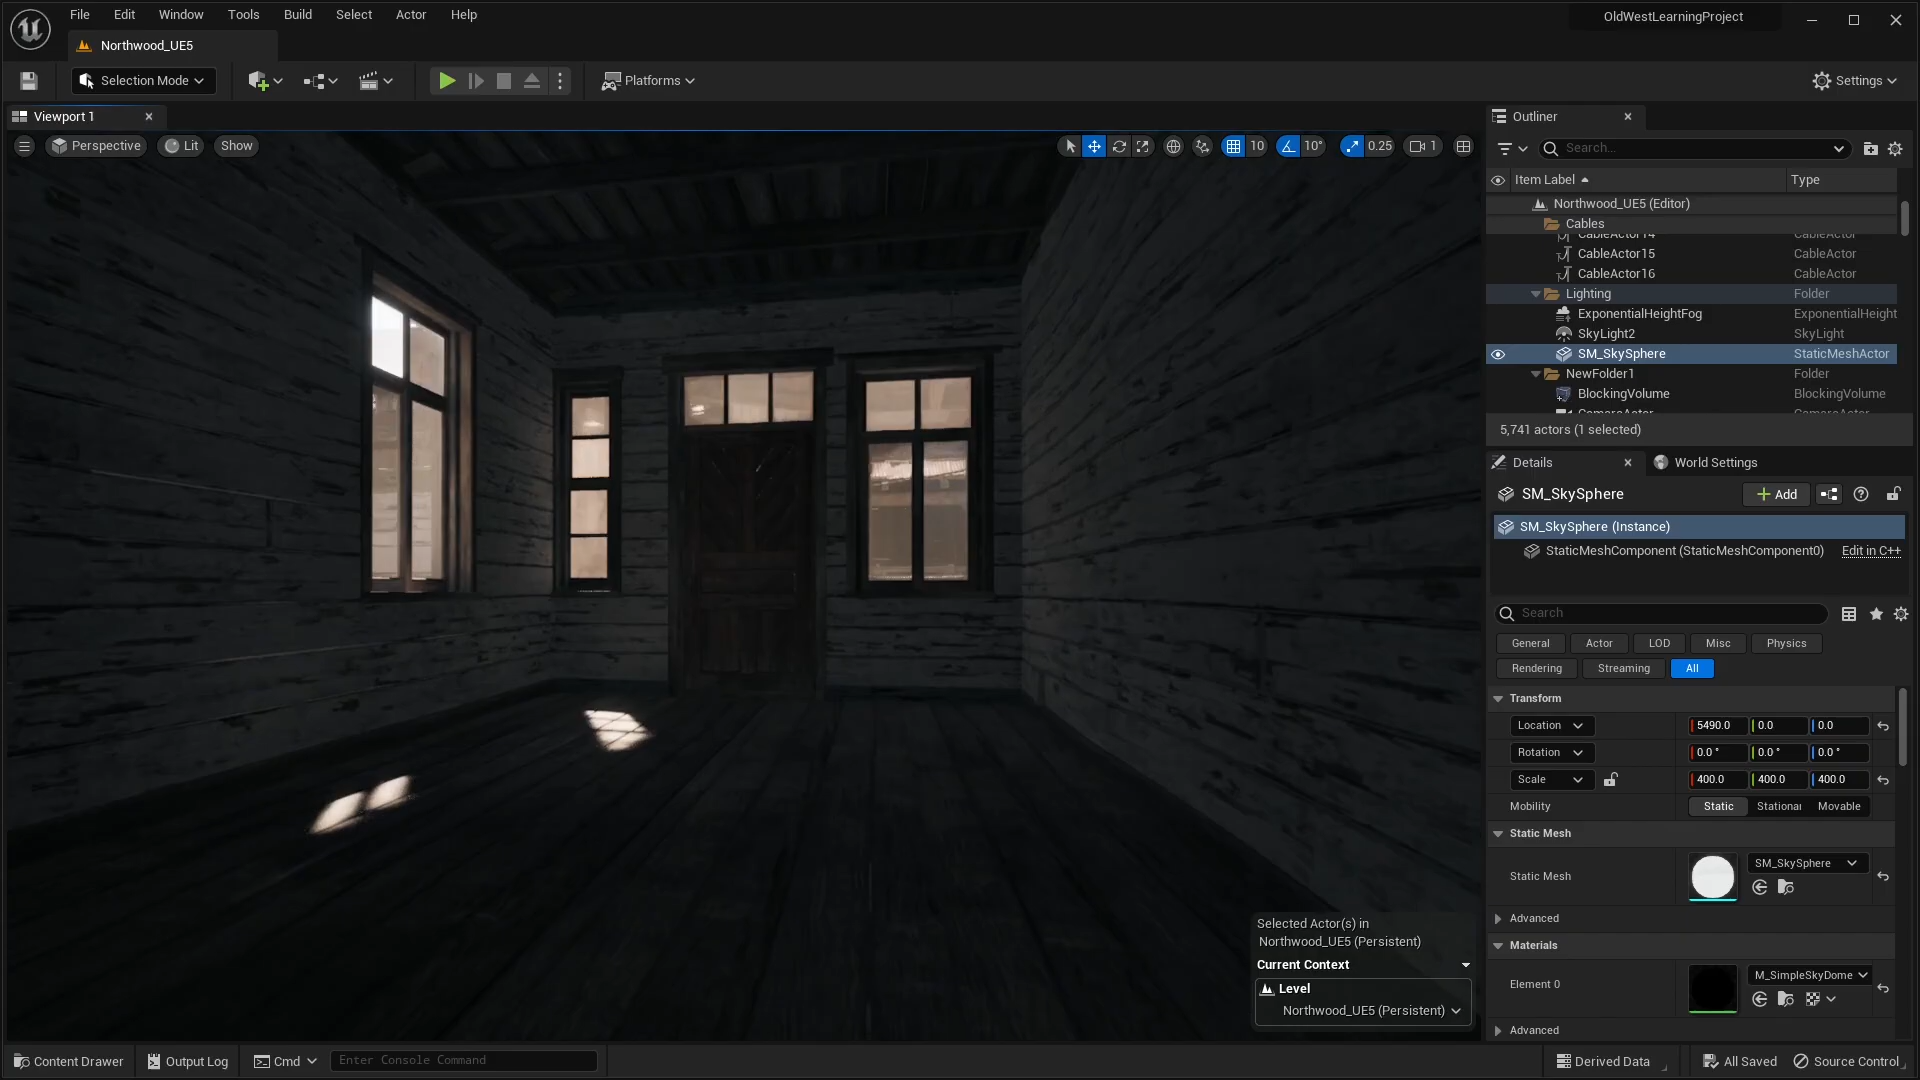 File Edit Window Tools Build Select Actor Help
OldWestLearningProject
Northwood_UE5
Selection Mode
Platforms
Settings
Viewport 1
Perspective Lit Show
10 10° 0.25 1
Outliner
Search...
Item Label Type
Northwood_UE5 (Editor)
Cables
CableActor14 CableActor
CableActor15 CableActor
CableActor16 CableActor
Lighting Folder
ExponentialHeightFog ExponentialHeight
SkyLight2 SkyLight
SM_SkySphere StaticMeshActor
NewFolder1 Folder
BlockingVolume BlockingVolume
CameraActor CameraActor
5,741 actors (1 selected)
Details World Settings
SM_SkySphere Add
SM_SkySphere (Instance)
StaticMeshComponent (StaticMeshComponent0) Edit in C++
Search
General Actor LOD Misc Physics
Rendering Streaming All
Transform
Location 5490.0 0.0 0.0
Rotation 0.0 ° 0.0 ° 0.0 °
Scale 400.0 400.0 400.0
Mobility Static Stationar Movable
Static Mesh
Static Mesh SM_SkySphere
Advanced
Materials
Element 0 M_SimpleSkyDome
Advanced
Selected Actor(s) in
Northwood_UE5 (Persistent)
Current Context
Level
Northwood_UE5 (Persistent)
Content Drawer Output Log Cmd Enter Console Command
Derived Data All Saved Source Control